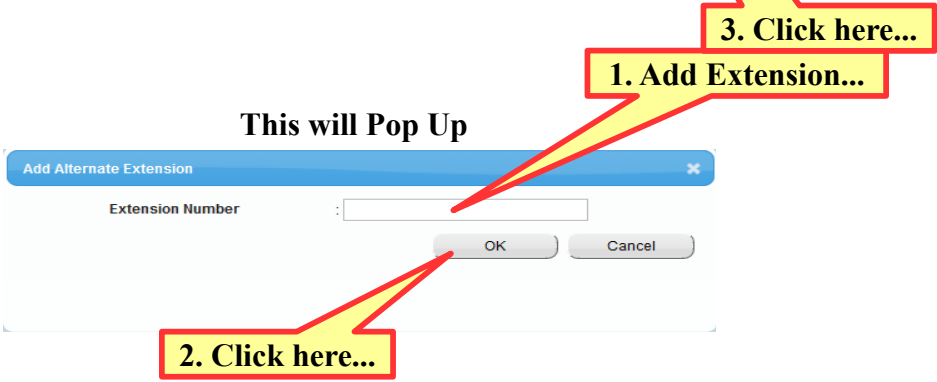 3. Click here...
1. Add Extension...
This will Pop Up
Add Alternate Extension
Extension Number :
OK Cancel
2. Click here...